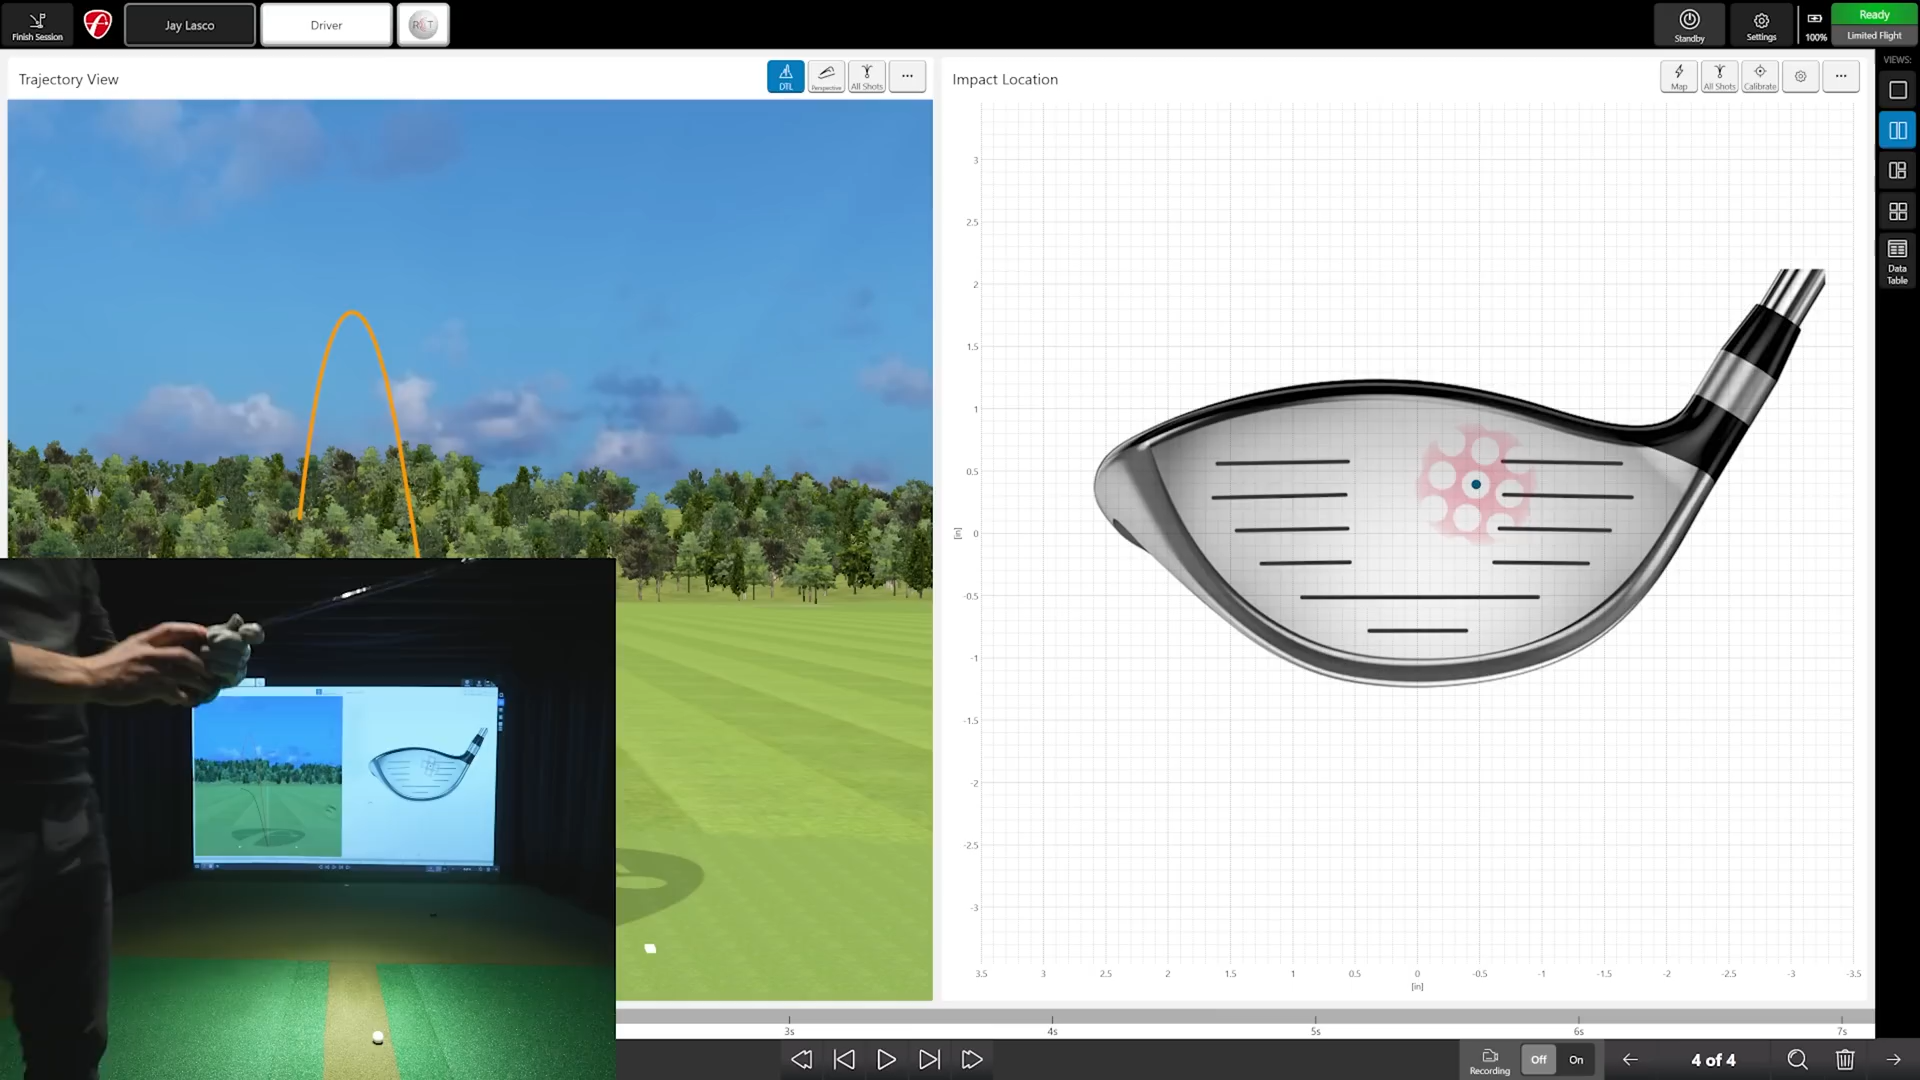 Finish Session
Jay Lasco
Driver
RCT
Standby
Settings
100%
Ready
Limited Flight
Trajectory View
DTL
Perspective
All Shots
...
Impact Location
Map
All Shots
Calibrate
...
VIEWS:
Data
Table
3
2.5
2
1.5
1
0.5
0
-0.5
-1
-1.5
-2
-2.5
-3
[in]
3.5 3 2.5 2 1.5 1 0.5 0 -0.5 -1 -1.5 -2 -2.5 -3 -3.5
[in]
3s 4s 5s 6s 7s
Recording
Off On
4 of 4